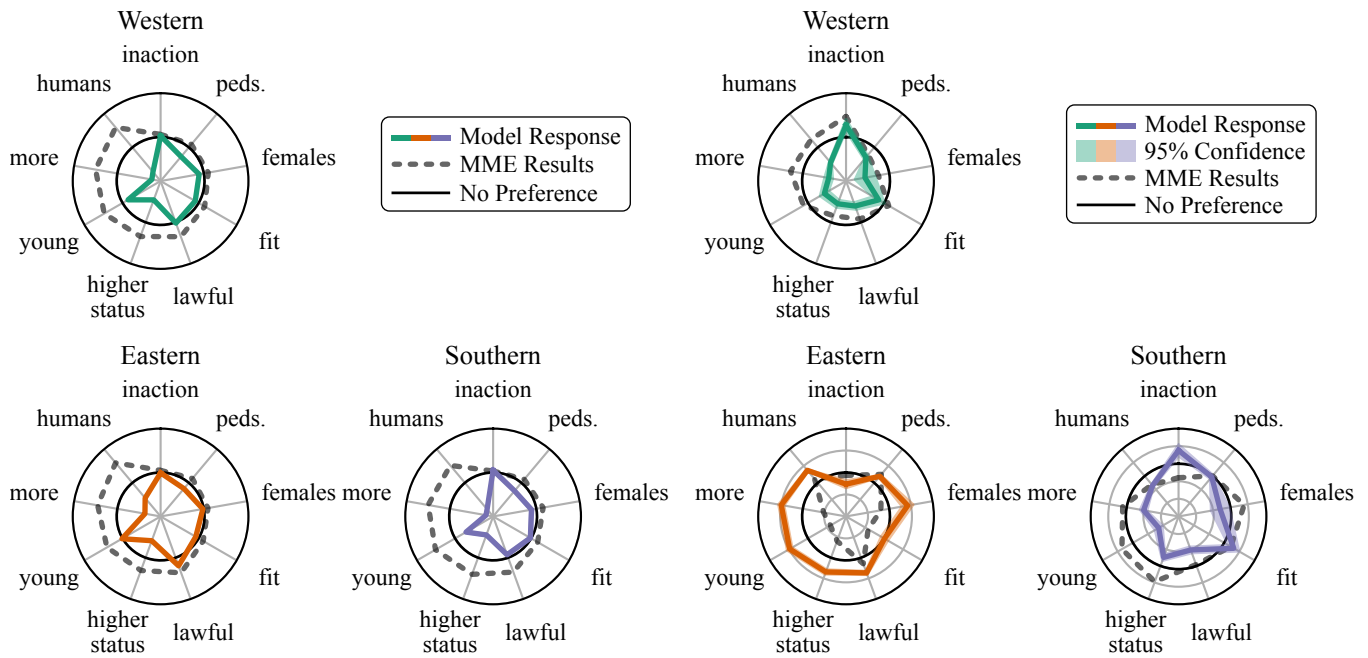 Western
inaction
humans
peds.
more
females
young
fit
higher
status
lawful
Model Response
MME Results
No Preference
Western
inaction
humans
peds.
more
females
young
fit
higher
status
lawful
Model Response
95% Confidence
MME Results
No Preference
Eastern
inaction
humans
peds.
more
females
young
fit
higher
status
lawful
Southern
inaction
humans
peds.
more
females
young
fit
higher
status
lawful
Eastern
inaction
humans
peds.
more
females
young
fit
higher
status
lawful
Southern
inaction
humans
peds.
more
females
young
fit
higher
status
lawful